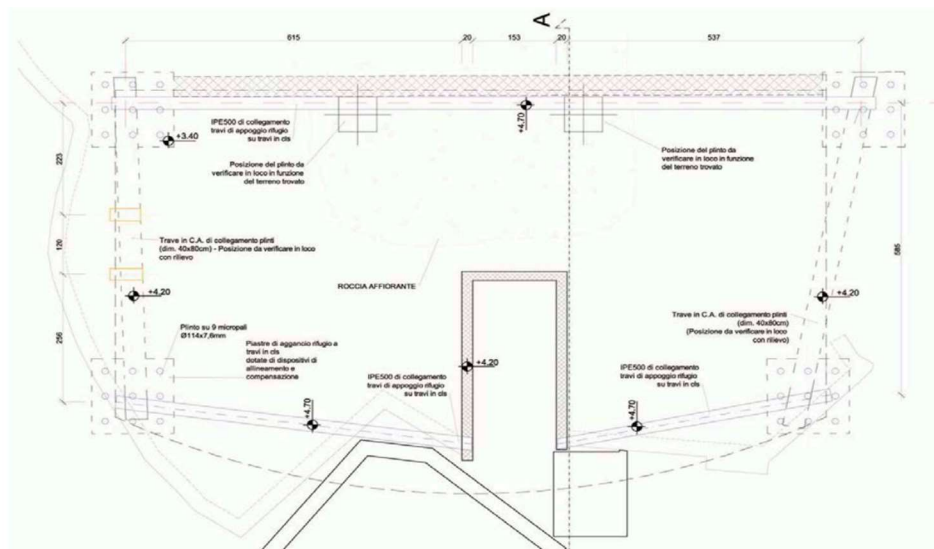 A
615
20
153
20
537
IPE500 di collegamento
travi di appoggio rifugio
su travi in cls
+4.70
+3.40
Posizione del plinto da
verificare in loco in funzione
del terreno trovato
Posizione del plinto da
verificare in loco in funzione
del terreno trovato
223
120
256
585
Trave in C.A. di collegamento plinti
(dim. 40x80cm) - Posizione da verificare in loco
con rilievo
ROCCIA AFFIORANTE
+4,20
+4,20
Trave in C.A. di collegamento plinti
(dim. 40x80cm)
(Posizione da verificare in loco
con rilievo)
Plinto su 9 micropali
Ø114x7,6mm
Piastre di aggancio rifugio a
travi in cls
dotate di dispositivi di
allineamento e
compensazione
+4.20
IPE500 di collegamento
travi di appoggio rifugio
su travi in cls
IPE500 di collegamento
travi di appoggio rifugio
su travi in cls
+4.70
+4.70